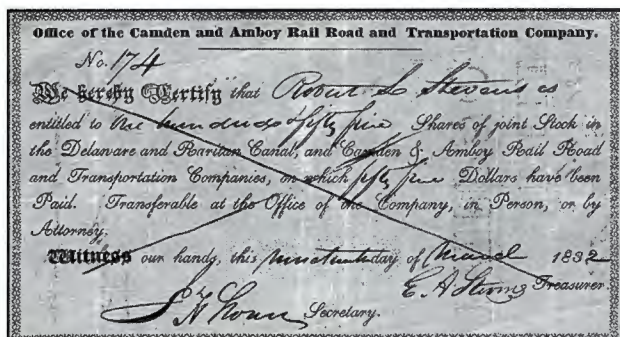 Office of the Camden and Amboy Rail Road and Transportation Company.
No. 174
We hereby Certify that Robert L Stevens is
entitled to One hundred & fifty five Shares of joint Stock in
the Delaware and Raritan Canal, and Camden & Amboy Rail Road
and Transportation Companies, on which fifty five Dollars have been
Paid. Transferable at the Office of the Company, in Person, or by
Attorney.
Witness our hands, this nineteenth day of March 1832
E. A. Stevens Treasurer.
Secretary.